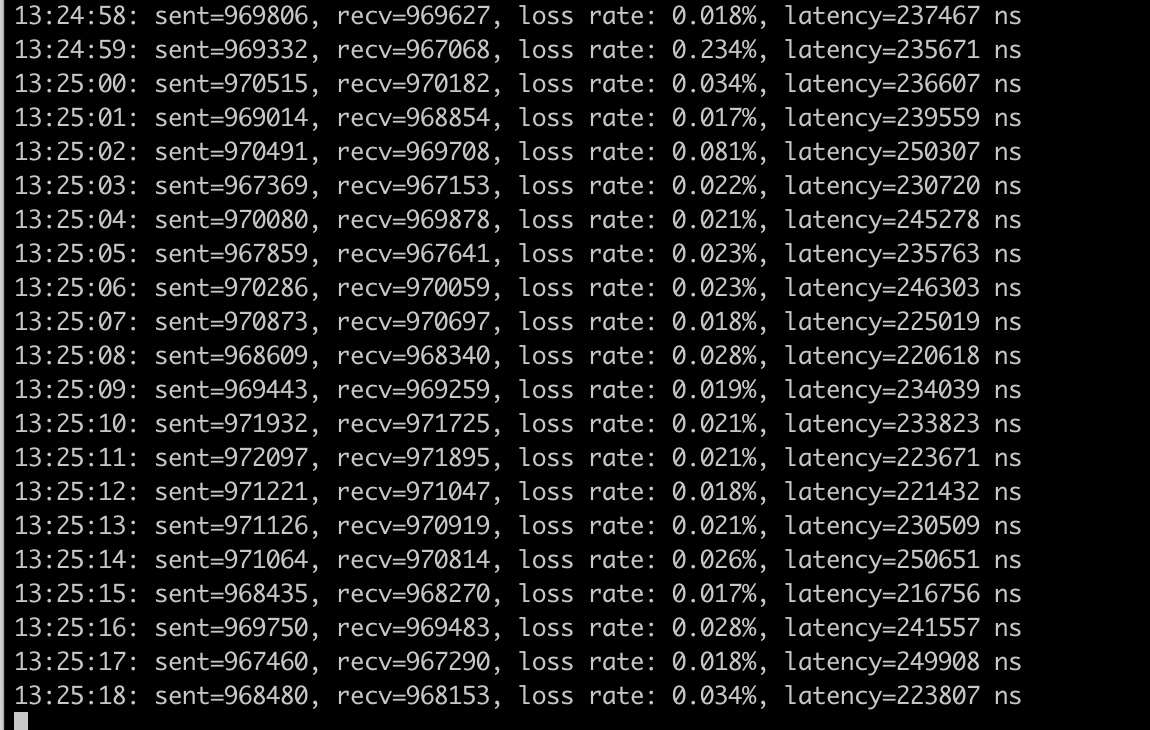 13:24:58: sent=969806, recv=969627, loss rate: 0.018%, latency=237467 ns
13:24:59: sent=969332, recv=967068, loss rate: 0.234%, latency=235671 ns
13:25:00: sent=970515, recv=970182, loss rate: 0.034%, latency=236607 ns
13:25:01: sent=969014, recv=968854, loss rate: 0.017%, latency=239559 ns
13:25:02: sent=970491, recv=969708, loss rate: 0.081%, latency=250307 ns
13:25:03: sent=967369, recv=967153, loss rate: 0.022%, latency=230720 ns
13:25:04: sent=970080, recv=969878, loss rate: 0.021%, latency=245278 ns
13:25:05: sent=967859, recv=967641, loss rate: 0.023%, latency=235763 ns
13:25:06: sent=970286, recv=970059, loss rate: 0.023%, latency=246303 ns
13:25:07: sent=970873, recv=970697, loss rate: 0.018%, latency=225019 ns
13:25:08: sent=968609, recv=968340, loss rate: 0.028%, latency=220618 ns
13:25:09: sent=969443, recv=969259, loss rate: 0.019%, latency=234039 ns
13:25:10: sent=971932, recv=971725, loss rate: 0.021%, latency=233823 ns
13:25:11: sent=972097, recv=971895, loss rate: 0.021%, latency=223671 ns
13:25:12: sent=971221, recv=971047, loss rate: 0.018%, latency=221432 ns
13:25:13: sent=971126, recv=970919, loss rate: 0.021%, latency=230509 ns
13:25:14: sent=971064, recv=970814, loss rate: 0.026%, latency=250651 ns
13:25:15: sent=968435, recv=968270, loss rate: 0.017%, latency=216756 ns
13:25:16: sent=969750, recv=969483, loss rate: 0.028%, latency=241557 ns
13:25:17: sent=967460, recv=967290, loss rate: 0.018%, latency=249908 ns
13:25:18: sent=968480, recv=968153, loss rate: 0.034%, latency=223807 ns